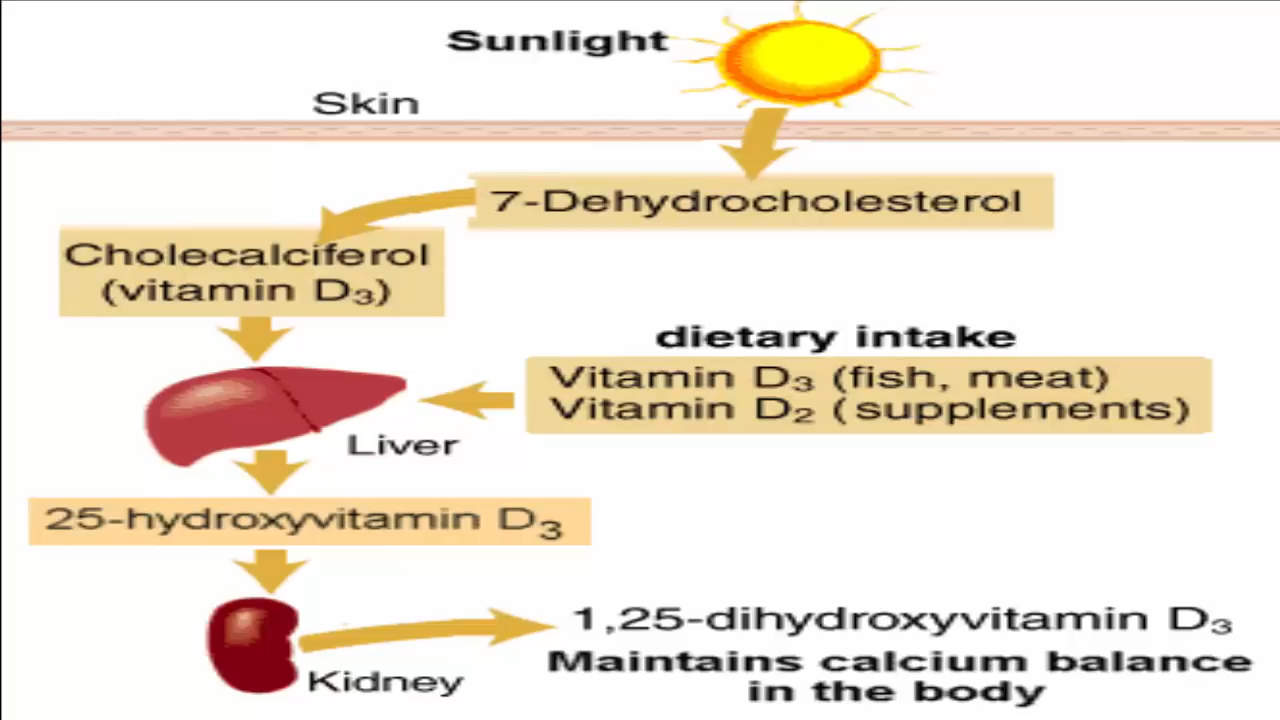 Sunlight
Skin
7-Dehydrocholesterol
Cholecalciferol
(vitamin D₃)
dietary intake
Vitamin D₃ (fish, meat)
Vitamin D₂ (supplements)
Liver
25-hydroxyvitamin D₃
1,25-dihydroxyvitamin D₃
Maintains calcium balance
in the body
Kidney